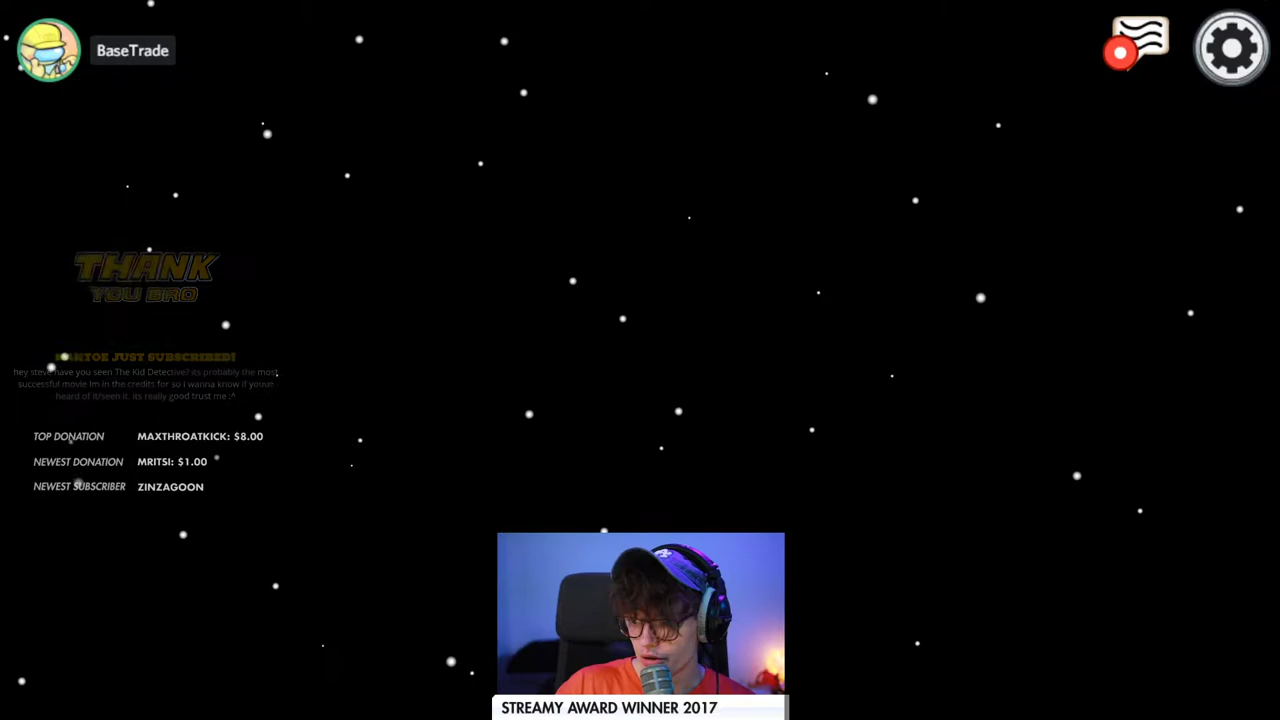 BaseTrade
THANK
YOU BRO
JUST SUBSCRIBED!
hey steve have you seen The Kid Detective? its probably the most
successful movie Im in the credits for so i wanna know if youve
heard of it/seen it. its really good trust me :^
TOP DONATION MAXTHROATKICK: $8.00
NEWEST DONATION MRITSI: $1.00
NEWEST SUBSCRIBER ZINZAGOON
STREAMY AWARD WINNER 2017